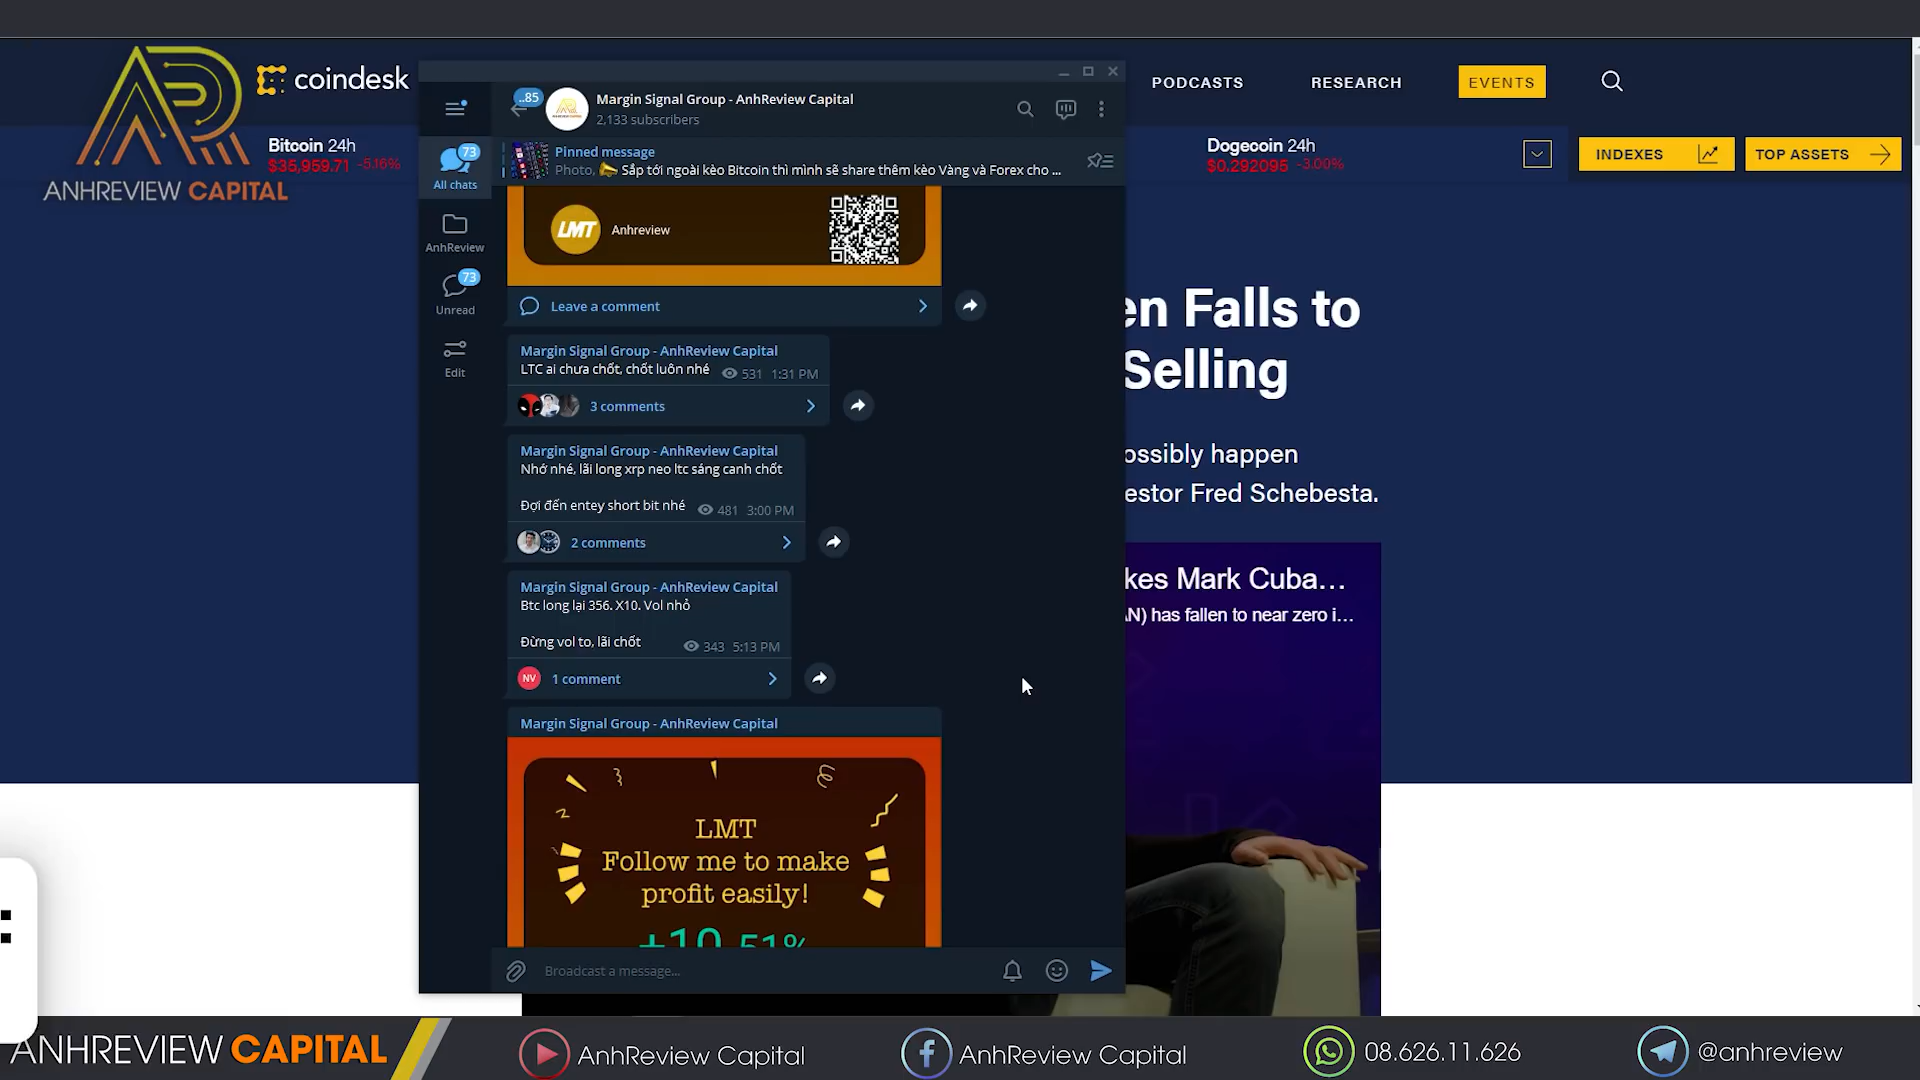 coindesk
PODCASTS
RESEARCH
EVENTS
ANHREVIEW CAPITAL
Bitcoin 24h
$35,959.71 -5.16%
Dogecoin 24h
$0.292095 -3.00%
INDEXES
TOP ASSETS
..85
Margin Signal Group - AnhReview Capital
2,133 subscribers
73
All chats
AnhReview
73
Unread
Edit
Pinned message
Photo, Sắp tới ngoài kèo Bitcoin thì mình sẽ share thêm kèo Vàng và Forex cho ...
LMT
Anhreview
Leave a comment
Margin Signal Group - AnhReview Capital
LTC ai chưa chốt, chốt luôn nhé 531 1:31 PM
3 comments
Margin Signal Group - AnhReview Capital
Nhớ nhé, lãi long xrp neo ltc sáng canh chốt
Đợi đến entey short bit nhé 481 3:00 PM
2 comments
Margin Signal Group - AnhReview Capital
Btc long lại 356. X10. Vol nhỏ
Đừng vol to, lãi chốt 343 5:13 PM
NV 1 comment
Margin Signal Group - AnhReview Capital
LMT
Follow me to make
profit easily!
+10.51%
Broadcast a message...
en Falls to
Selling
ossibly happen
estor Fred Schebesta.
kes Mark Cuba...
N) has fallen to near zero i...
:
ANHREVIEW CAPITAL
AnhReview Capital
AnhReview Capital
08.626.11.626
@anhreview